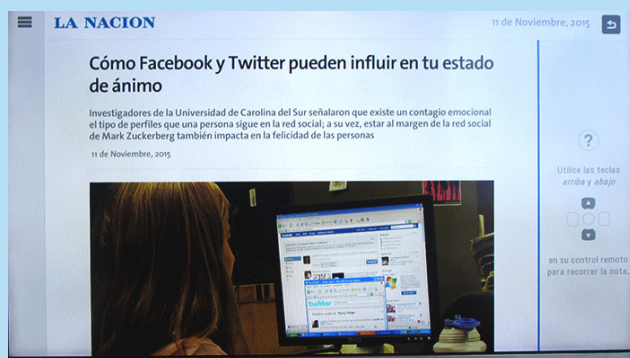 LA NACION
11 de Noviembre, 2015
Cómo Facebook y Twitter pueden influir en tu estado
de ánimo
Investigadores de la Universidad de Carolina del Sur señalaron que existe un contagio emocional
el tipo de perfiles que una persona sigue en la red social; a su vez, estar al margen de la red social
de Mark Zuckerberg también impacta en la felicidad de las personas
11 de Noviembre, 2015
?
Utilice las teclas
arriba y abajo
en su control remoto
para recorrer la nota.
twitter